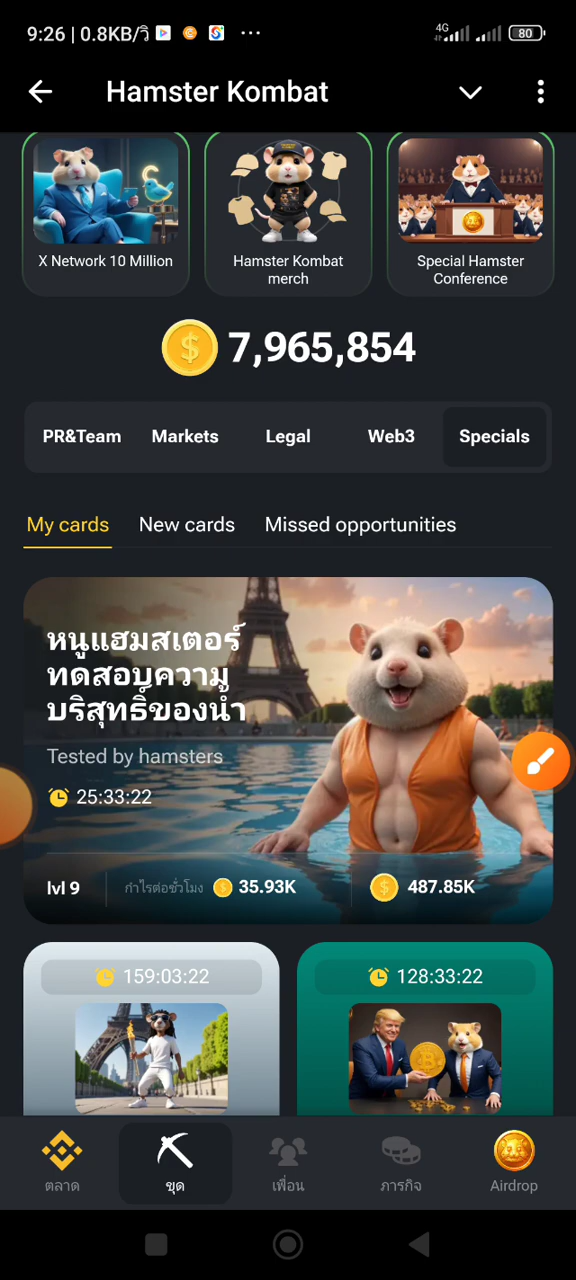 9:26 | 0.8KB/วิ ...
4G 80
Hamster Kombat
X Network 10 Million
Hamster Kombat
merch
Special Hamster
Conference
7,965,854
PR&Team Markets Legal Web3 Specials
My cards New cards Missed opportunities
หนูแฮมสเตอร์
ทดสอบความ
บริสุทธิ์ของน้ำ
Tested by hamsters
25:33:22
lvl 9 กำไรต่อชั่วโมง 35.93K 487.85K
159:03:22 128:33:22
ตลาด ขุด เพื่อน ภารกิจ Airdrop